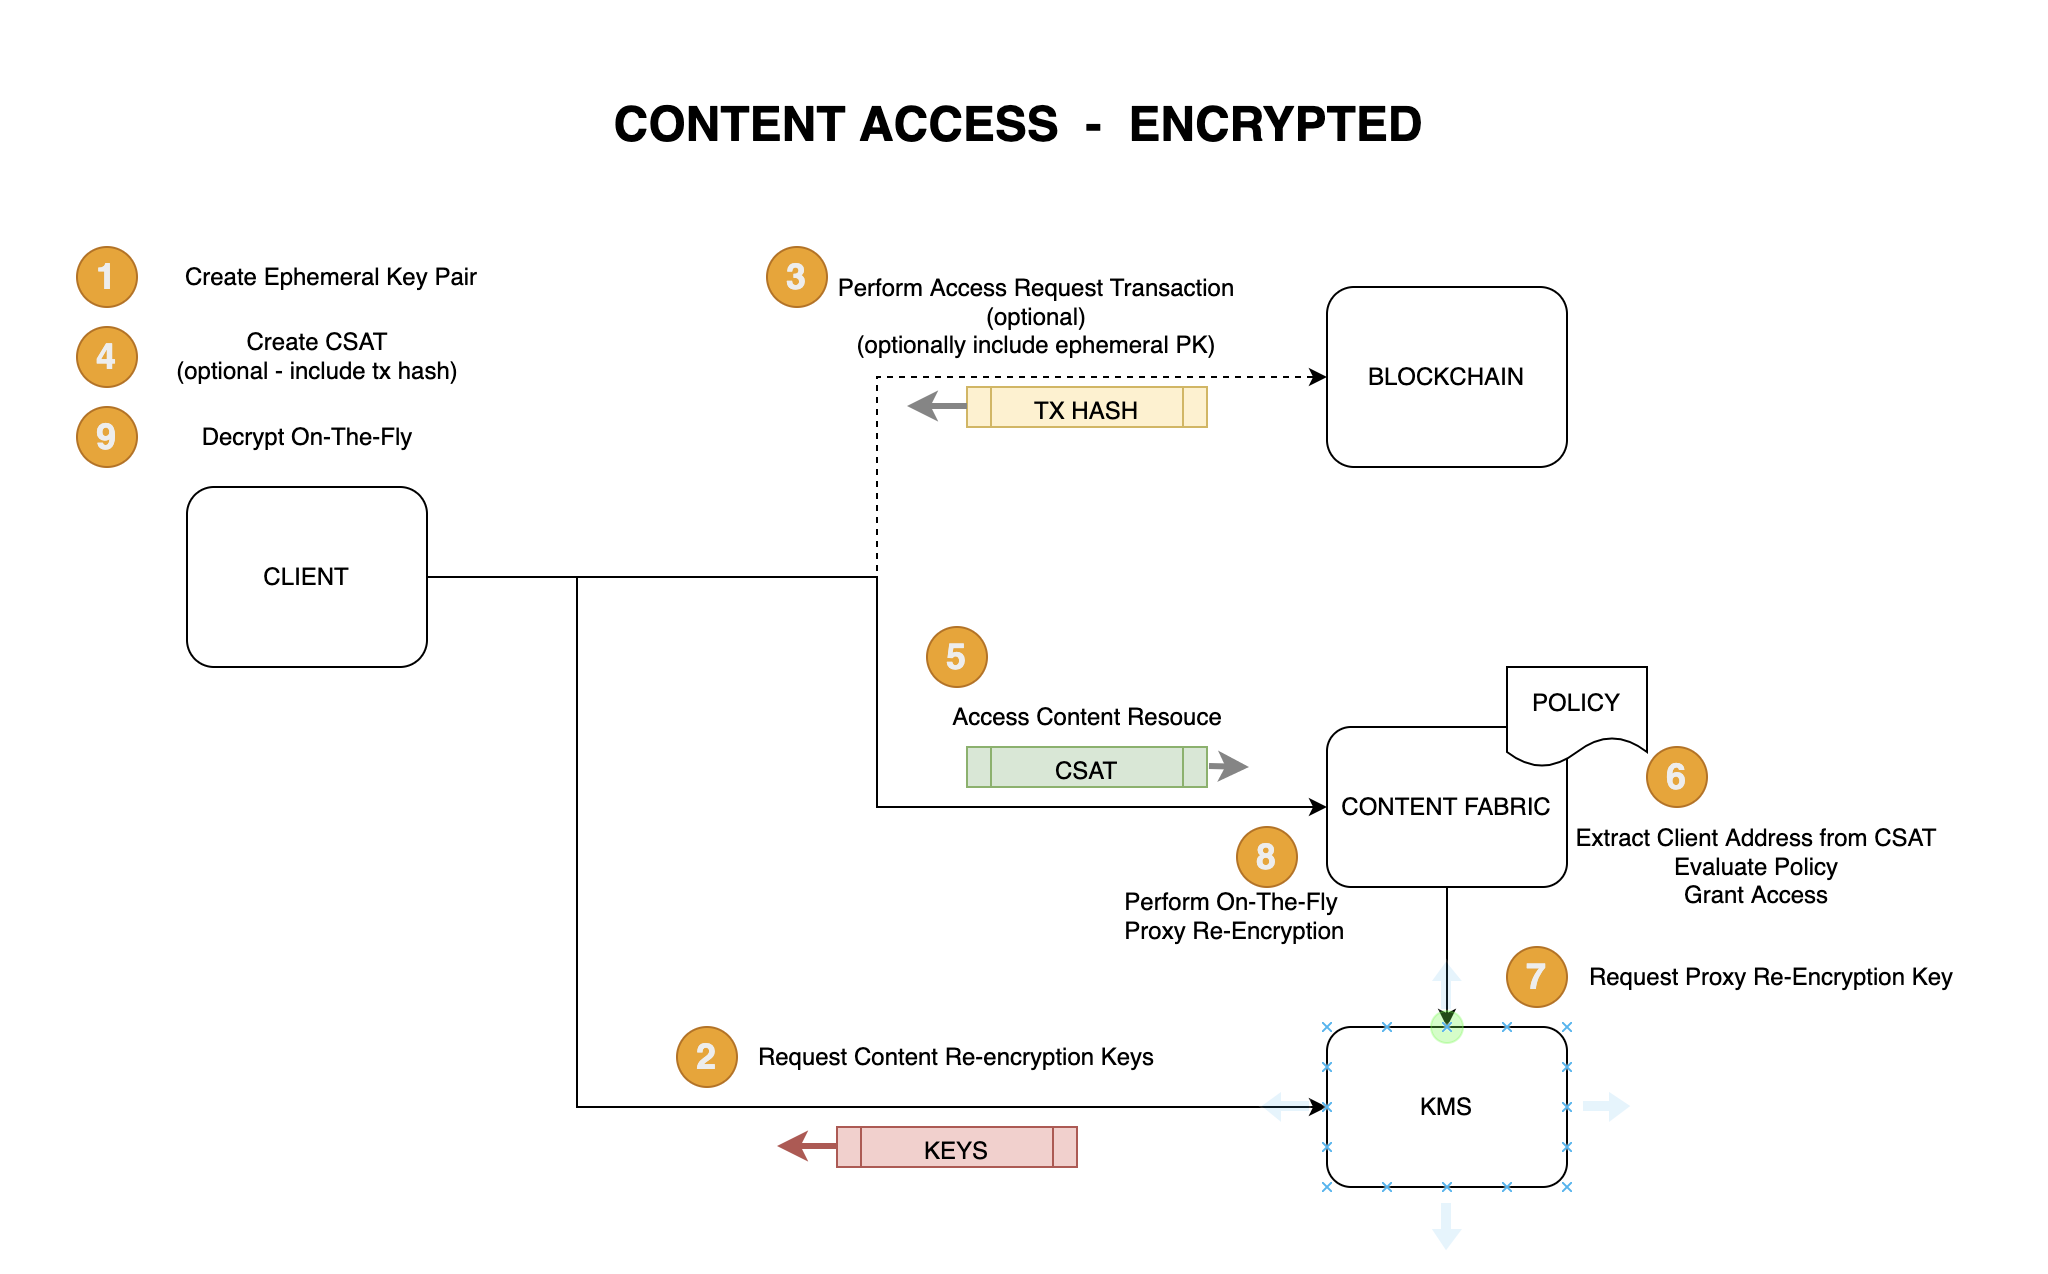 CONTENT ACCESS - ENCRYPTED
1
Create Ephemeral Key Pair
4
Create CSAT
(optional - include tx hash)
9
Decrypt On-The-Fly
CLIENT
3
Perform Access Request Transaction
(optional)
(optionally include ephemeral PK)
TX HASH
BLOCKCHAIN
5
Access Content Resouce
CSAT
POLICY
CONTENT FABRIC
6
Extract Client Address from CSAT
Evaluate Policy
Grant Access
8
Perform On-The-Fly
Proxy Re-Encryption
7
Request Proxy Re-Encryption Key
2
Request Content Re-encryption Keys
KEYS
KMS